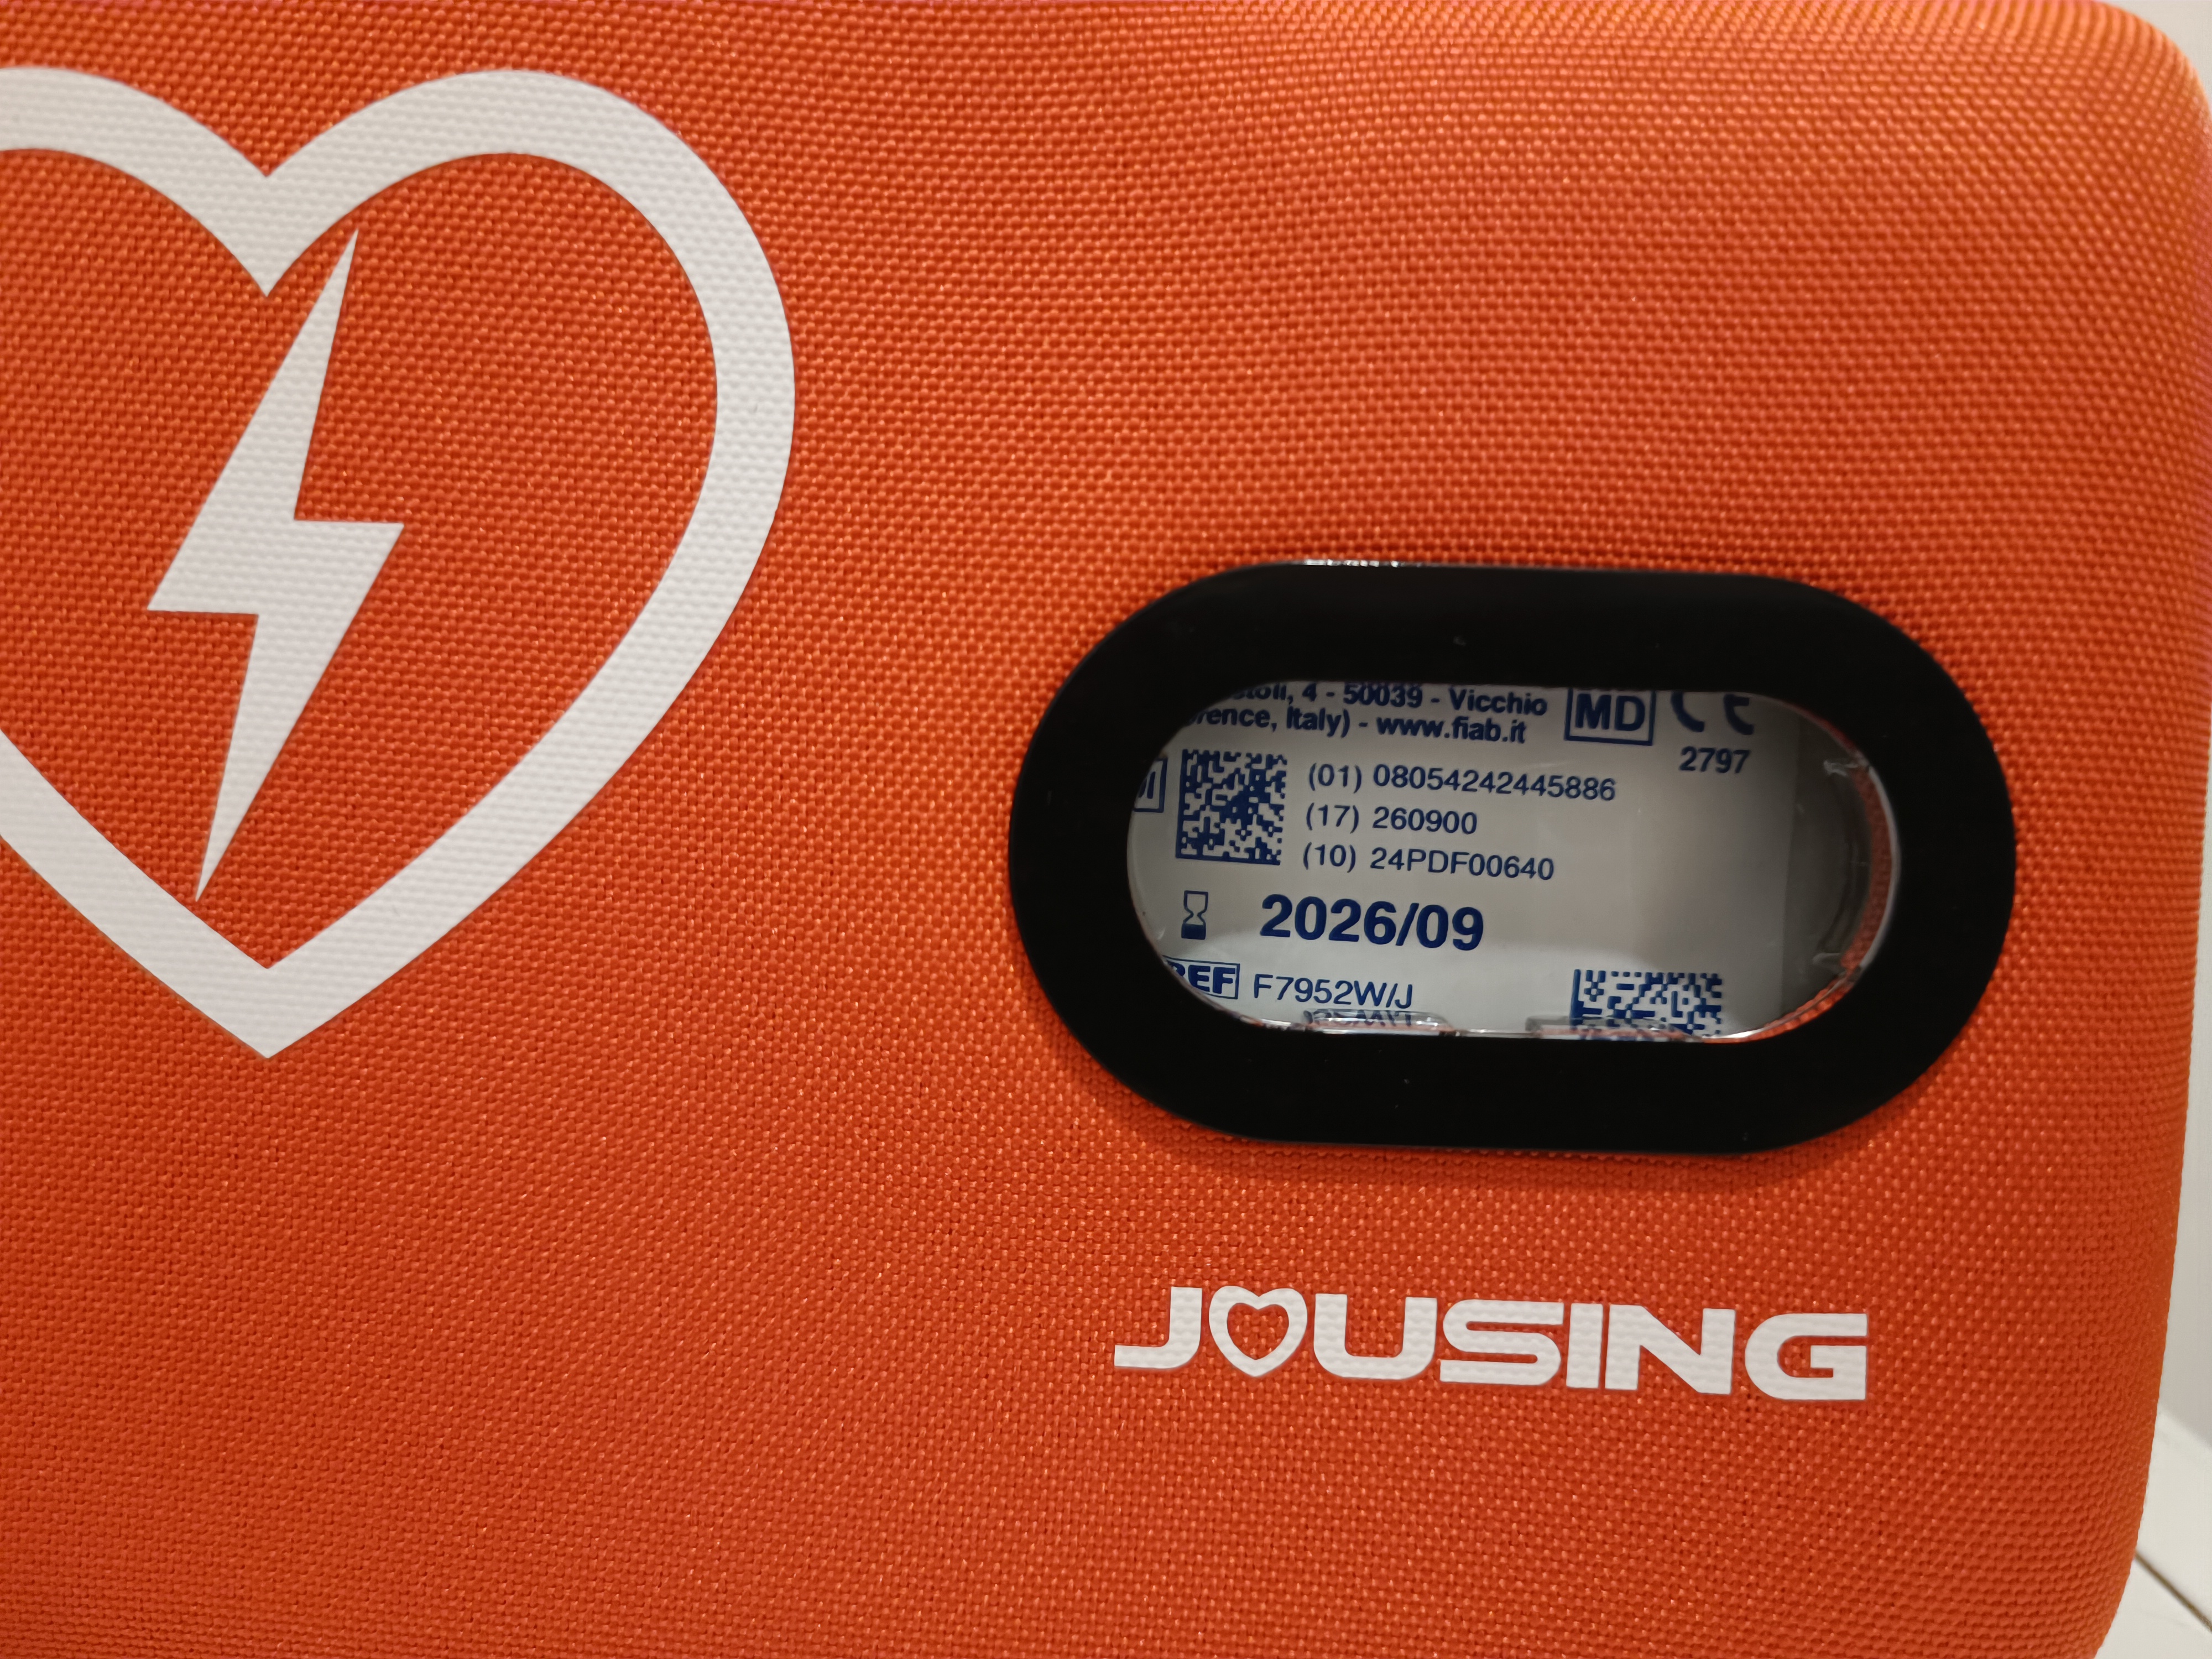 4 - 50039 - Vicchio
Italy) - www.fiab.it
MD
2797
(01) 08054242445886
(17) 260900
(10) 24PDF00640
2026/09
REF F7952W/J
JOUSING